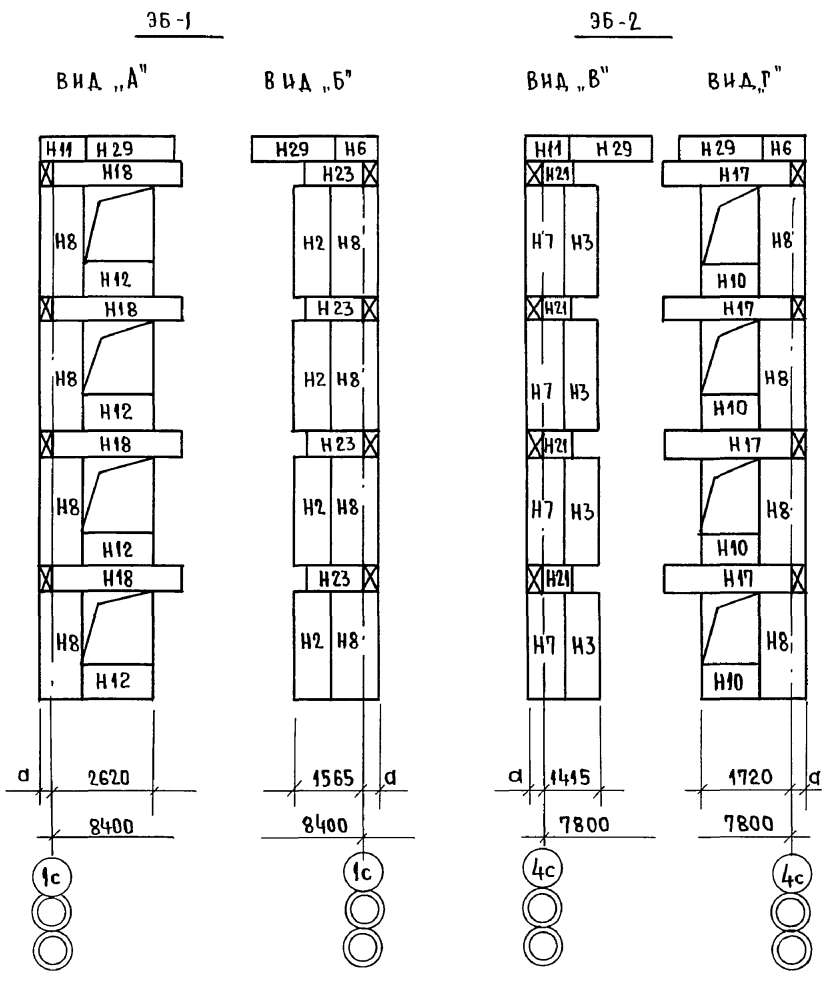 ЭБ-1 ЭБ-2
ВИД „А" ВИД „Б" ВИД „В" ВИД „Г"
Н11 Н29 Н29 Н6 Н11 Н29 Н29 Н6
Н18 Н23 Н21 Н17
Н8 Н2 Н8 Н7 Н3 Н8
Н12 Н10
Н18 Н23 Н21 Н17
Н8 Н2 Н8 Н7 Н3 Н8
Н12 Н10
Н18 Н23 Н21 Н17
Н8 Н2 Н8 Н7 Н3 Н8
Н12 Н10
Н18 Н23 Н21 Н17
Н8 Н2 Н8 Н7 Н3 Н8
Н12 Н10
а 2620 1565 а а 1415 1720 а
8400 8400 7800 7800
1с 1с 4с 4с